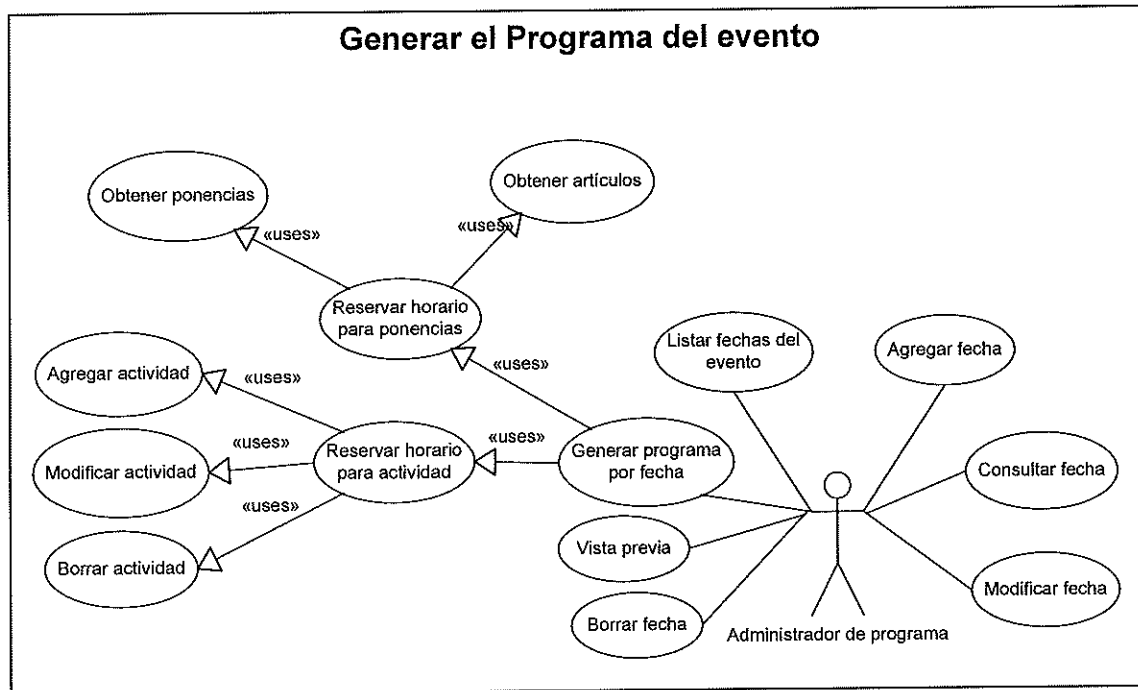 Generar el Programa del evento
Obtener ponencias
Obtener artículos
«uses»
«uses»
Reservar horario
para ponencias
Listar fechas del
evento
Agregar fecha
Agregar actividad
«uses»
«uses»
Modificar actividad
«uses»
Reservar horario
para actividad
«uses»
Generar programa
por fecha
Consultar fecha
«uses»
Borrar actividad
Vista previa
Modificar fecha
Borrar fecha
Administrador de programa